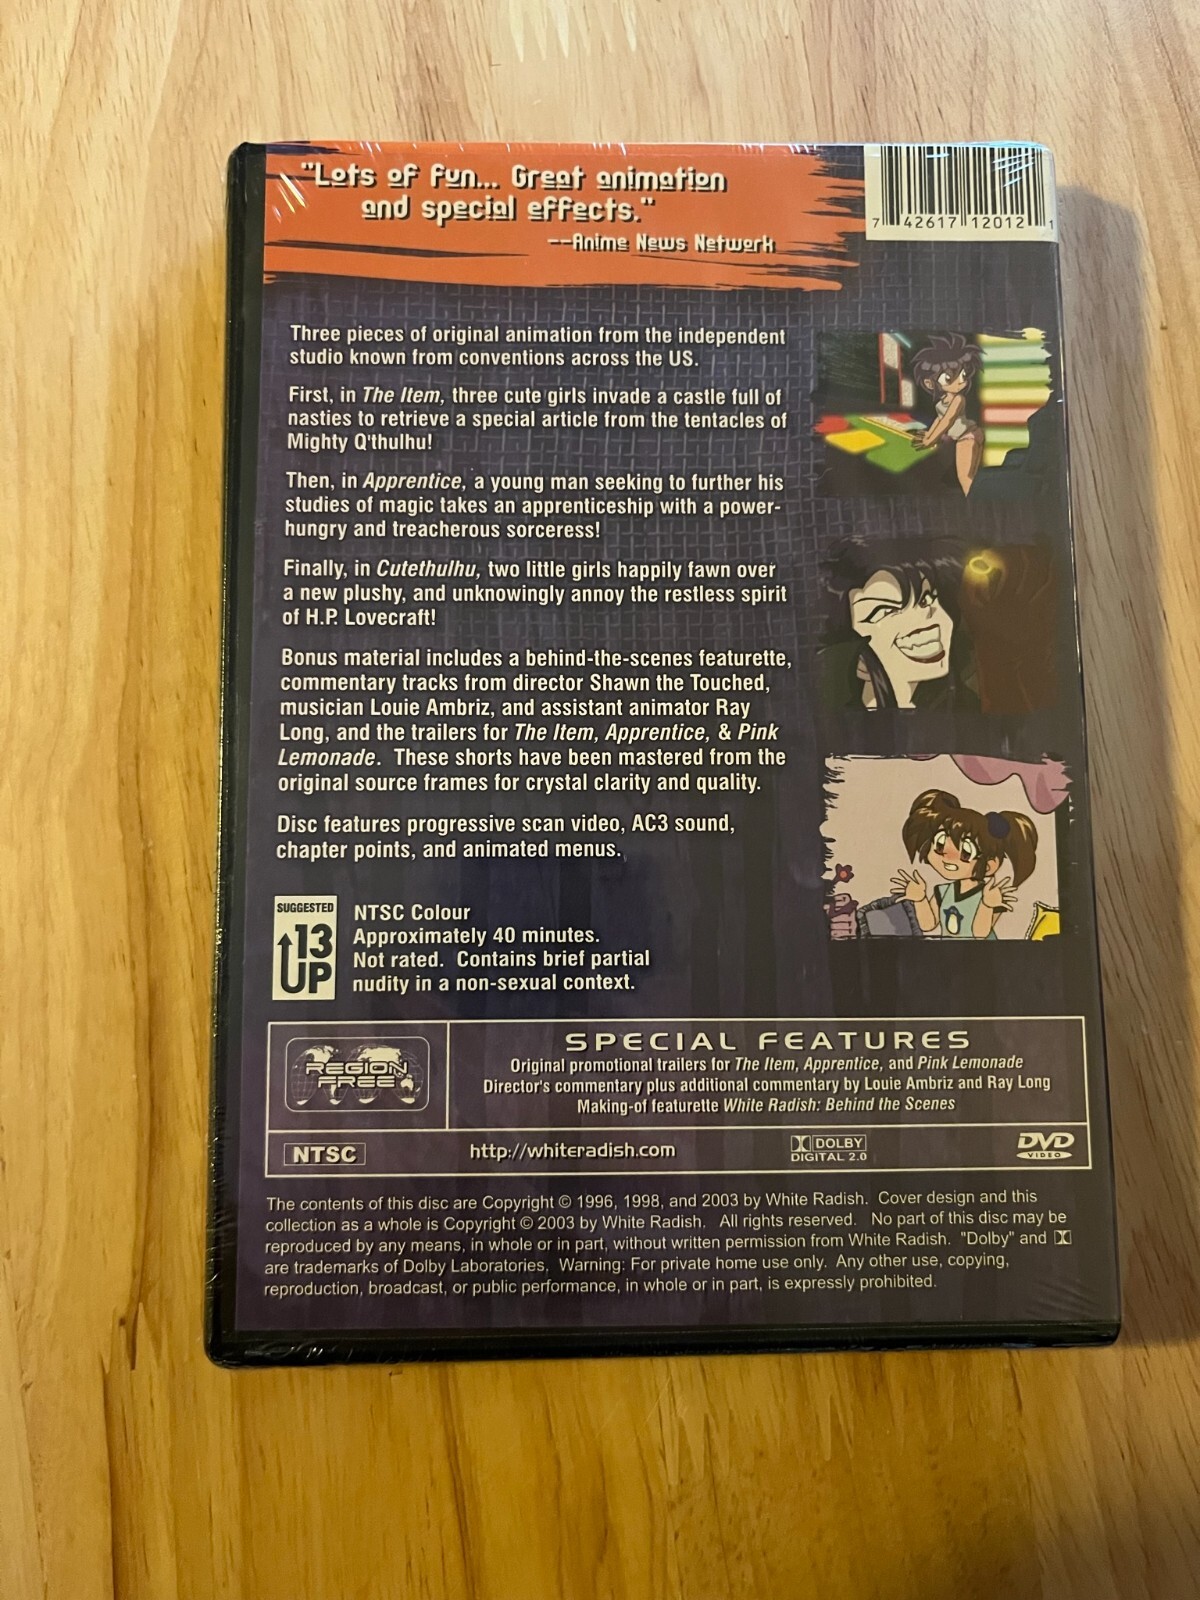 "Lots of fun... Great animation
and special effects."
--Anime News Network
7 42617 12012 1
Three pieces of original animation from the independent
studio known from conventions across the US.
First, in The Item, three cute girls invade a castle full of
nasties to retrieve a special article from the tentacles of
Mighty Q'thulhu!
Then, in Apprentice, a young man seeking to further his
studies of magic takes an apprenticeship with a power-
hungry and treacherous sorceress!
Finally, in Cutethulhu, two little girls happily fawn over
a new plushy, and unknowingly annoy the restless spirit
of H.P. Lovecraft!
Bonus material includes a behind-the-scenes featurette,
commentary tracks from director Shawn the Touched,
musician Louie Ambriz, and assistant animator Ray
Long, and the trailers for The Item, Apprentice, & Pink
Lemonade. These shorts have been mastered from the
original source frames for crystal clarity and quality.
Disc features progressive scan video, AC3 sound,
chapter points, and animated menus.
SUGGESTED
13
UP
NTSC Colour
Approximately 40 minutes.
Not rated. Contains brief partial
nudity in a non-sexual context.
REGION
FREE
SPECIAL FEATURES
Original promotional trailers for The Item, Apprentice, and Pink Lemonade
Director's commentary plus additional commentary by Louie Ambriz and Ray Long
Making-of featurette White Radish: Behind the Scenes
NTSC
http://whiteradish.com
DOLBY
DIGITAL 2.0
DVD
VIDEO
The contents of this disc are Copyright © 1996, 1998, and 2003 by White Radish. Cover design and this
collection as a whole is Copyright © 2003 by White Radish. All rights reserved. No part of this disc may be
reproduced by any means, in whole or in part, without written permission from White Radish. "Dolby" and
are trademarks of Dolby Laboratories, Warning: For private home use only. Any other use, copying,
reproduction, broadcast, or public performance, in whole or in part, is expressly prohibited.